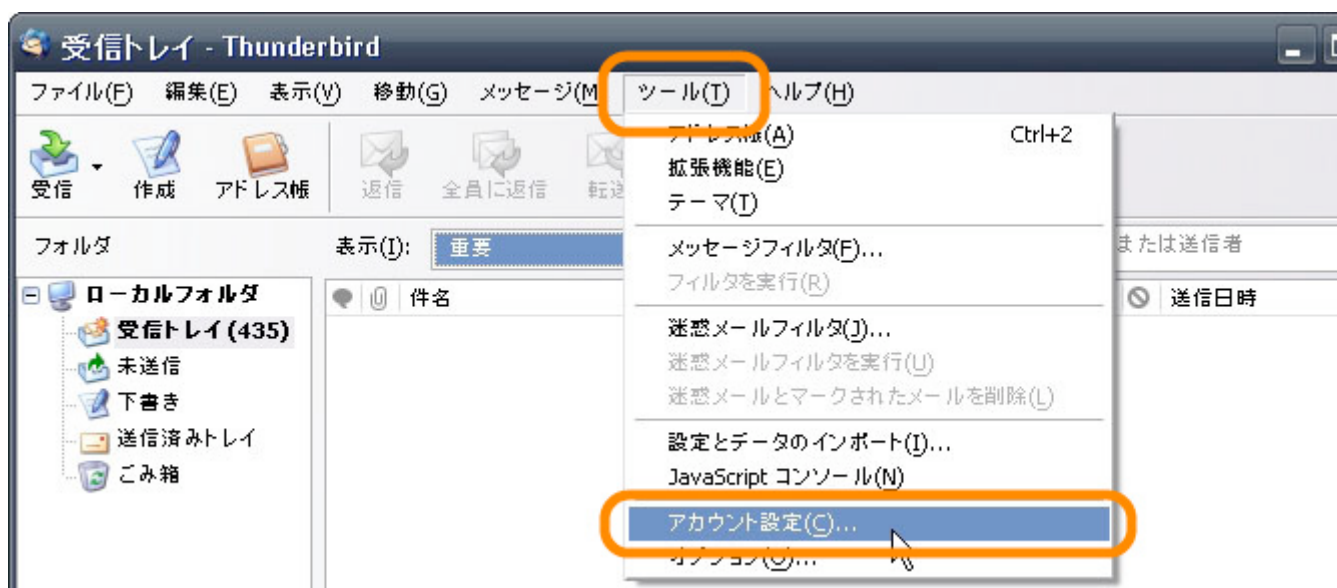 受信トレイ - Thunderbird
ファイル(F) 編集(E) 表示(V) 移動(G) メッセージ(M ツール(T) ヘルプ(H)
受信 作成 アドレス帳 返信 全員に返信 転送
アドレス帳(A) Ctrl+2
拡張機能(E)
テーマ(T)
フォルダ 表示(I): 重要 または送信者
メッセージフィルタ(F)...
フィルタを実行(R)
ローカルフォルダ 件名 送信日時
受信トレイ (435)
未送信
下書き
送信済みトレイ
ごみ箱
迷惑メールフィルタ(J)...
迷惑メールフィルタを実行(U)
迷惑メールとマークされたメールを削除(L)
設定とデータのインポート(I)...
JavaScript コンソール(N)
アカウント設定(C)...
オプション(O)...